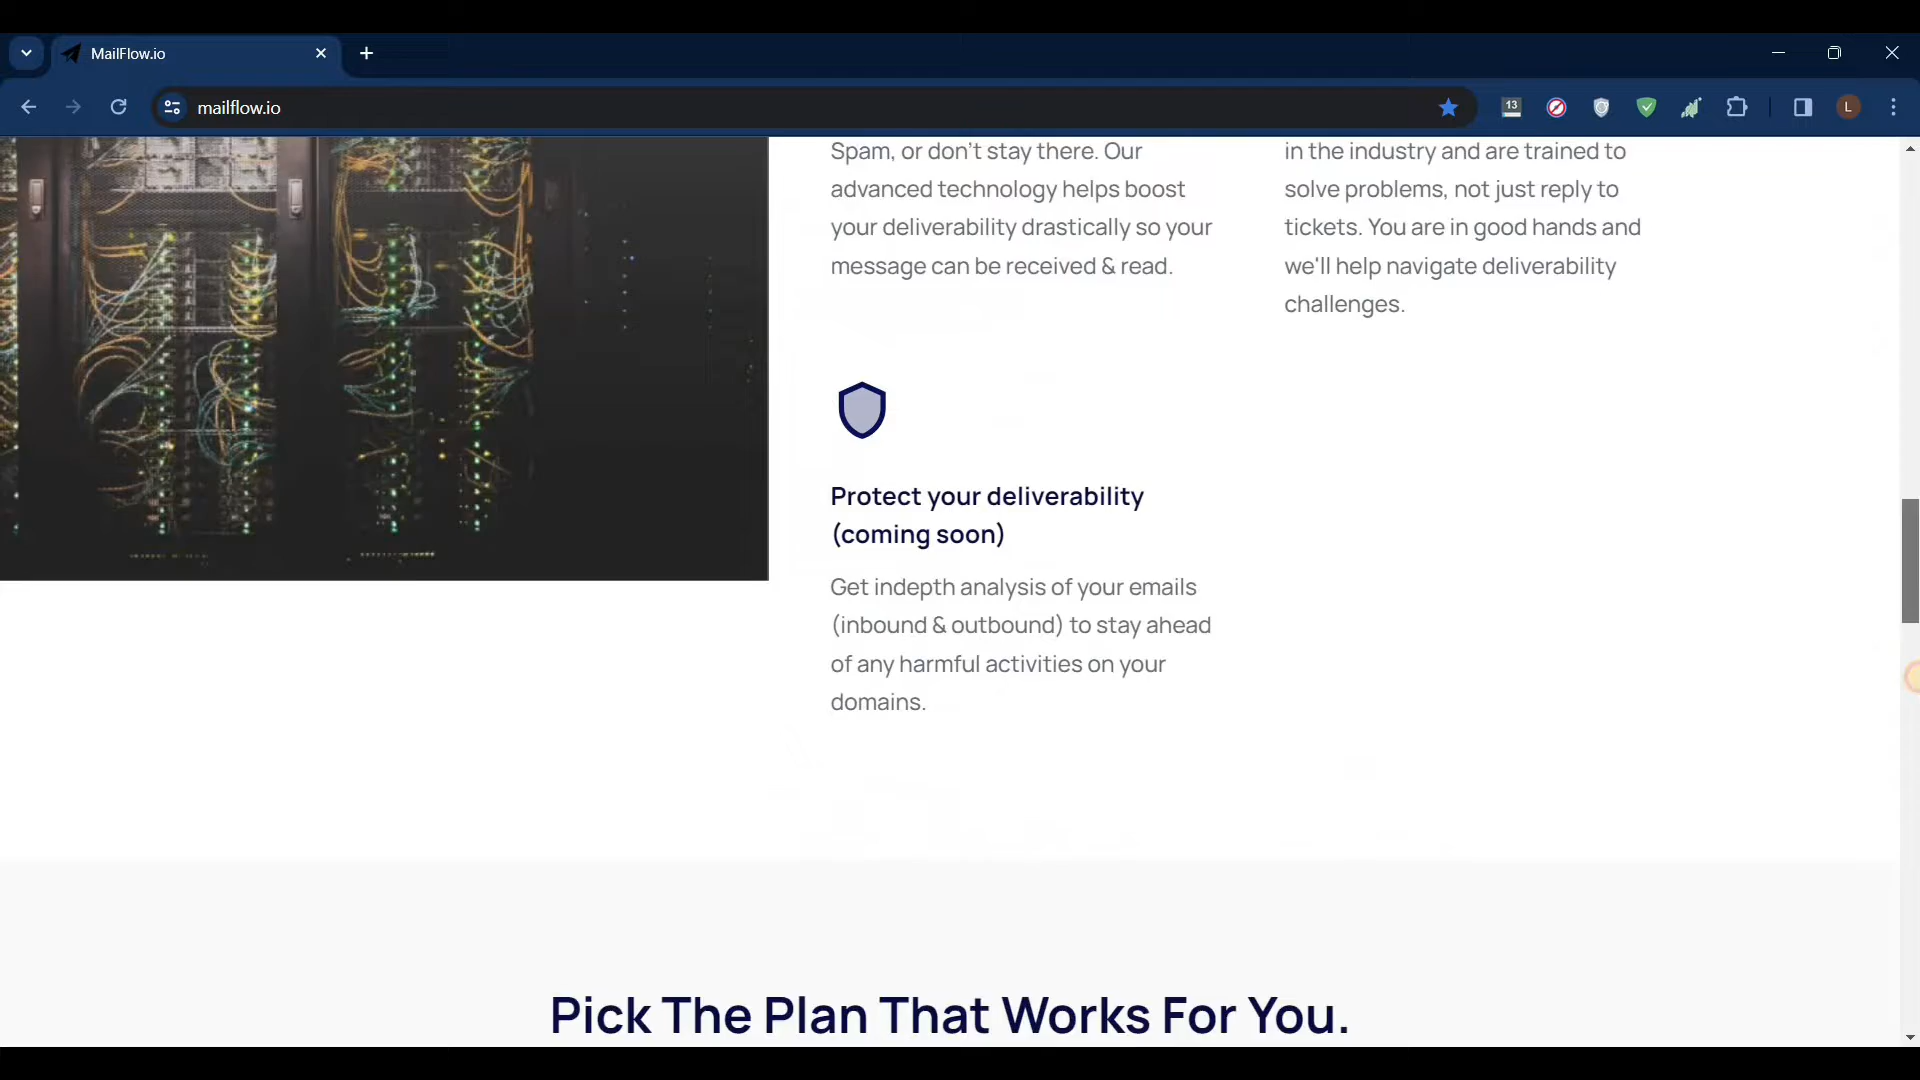 MailFlow.io
mailflow.io
13
L
Spam, or don't stay there. Our
advanced technology helps boost
your deliverability drastically so your
message can be received & read.
in the industry and are trained to
solve problems, not just reply to
tickets. You are in good hands and
we'll help navigate deliverability
challenges.
Protect your deliverability
(coming soon)
Get indepth analysis of your emails
(inbound & outbound) to stay ahead
of any harmful activities on your
domains.
Pick The Plan That Works For You.